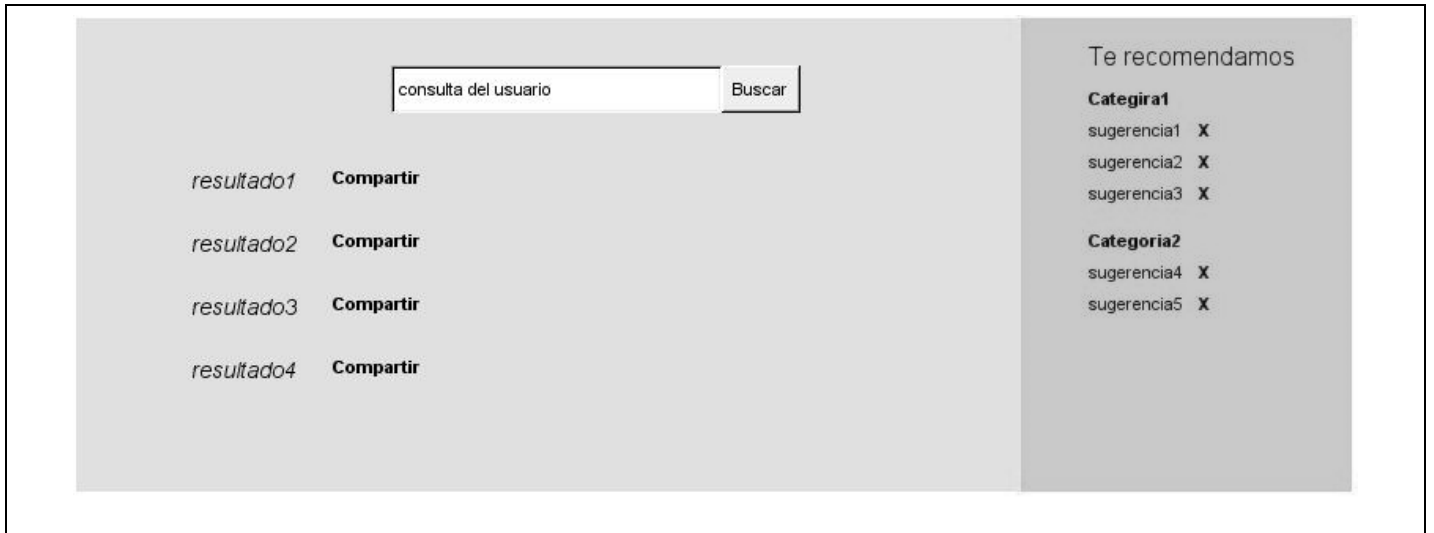 consulta del usuario Buscar
resultado1 Compartir
resultado2 Compartir
resultado3 Compartir
resultado4 Compartir
Te recomendamos
Categira1
sugerencia1 X
sugerencia2 X
sugerencia3 X
Categoria2
sugerencia4 X
sugerencia5 X